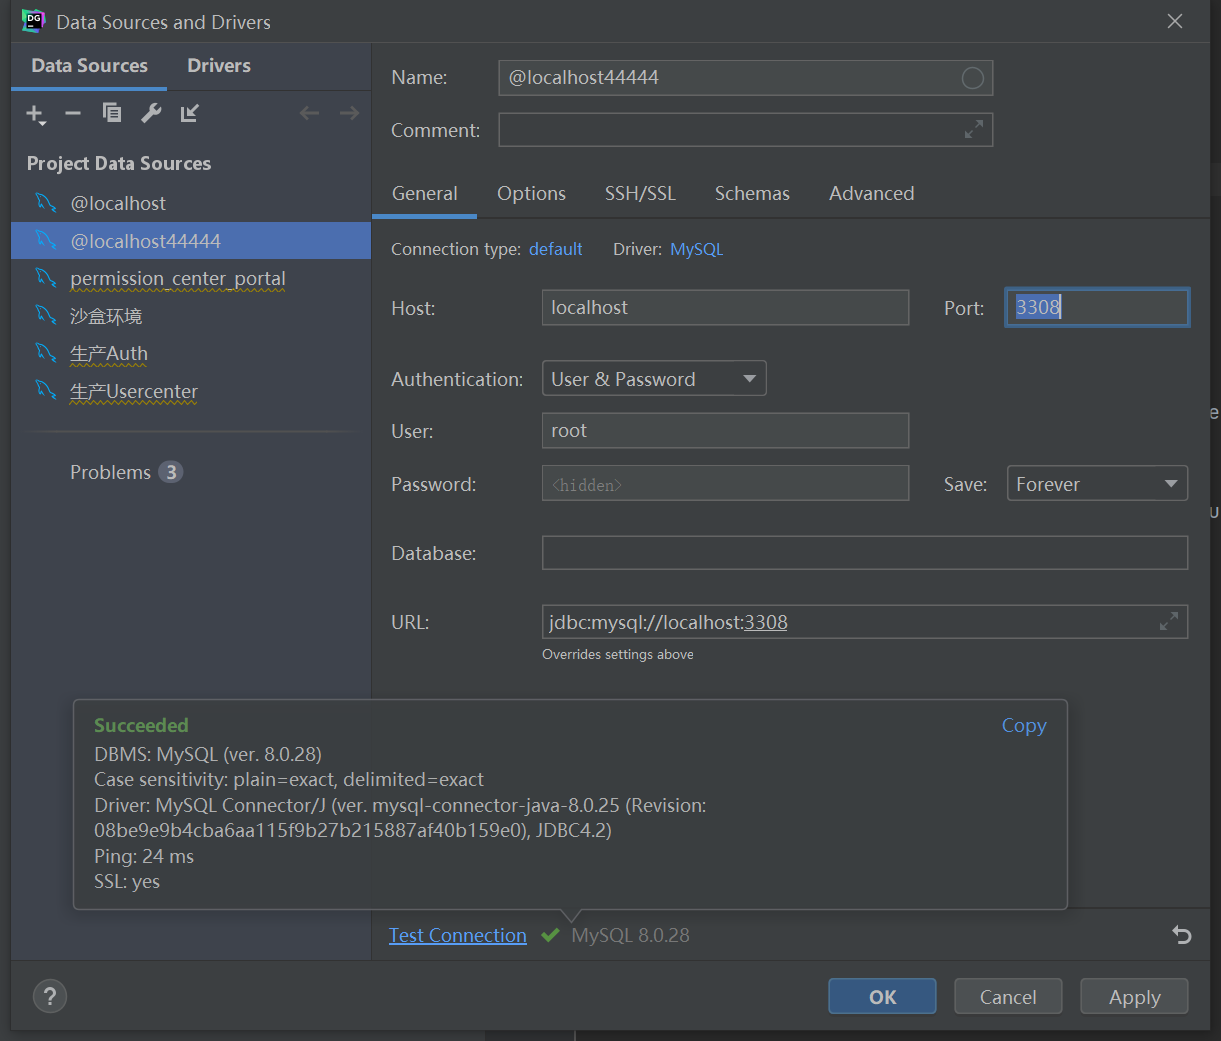 DG
Data Sources and Drivers
Data Sources Drivers
Project Data Sources
@localhost
@localhost44444
permission_center_portal
沙盒环境
生产Auth
生产Usercenter
Problems 3
Name: @localhost44444
Comment:
General Options SSH/SSL Schemas Advanced
Connection type: default Driver: MySQL
Host: localhost Port: 3308
Authentication: User & Password
User: root
Password: <hidden> Save: Forever
Database:
URL: jdbc:mysql://localhost:3308
Overrides settings above
Succeeded Copy
DBMS: MySQL (ver. 8.0.28)
Case sensitivity: plain=exact, delimited=exact
Driver: MySQL Connector/J (ver. mysql-connector-java-8.0.25 (Revision:
08be9e9b4cba6aa115f9b27b215887af40b159e0), JDBC4.2)
Ping: 24 ms
SSL: yes
Test Connection MySQL 8.0.28
? OK Cancel Apply
e
u